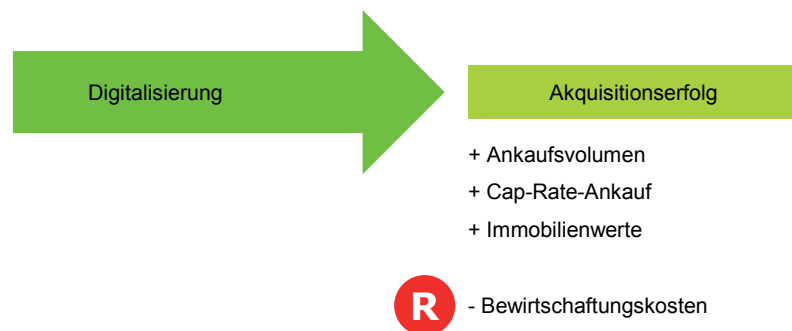 Digitalisierung
Akquisitionserfolg
+ Ankaufsvolumen
+ Cap-Rate-Ankauf
+ Immobilienwerte
R - Bewirtschaftungskosten